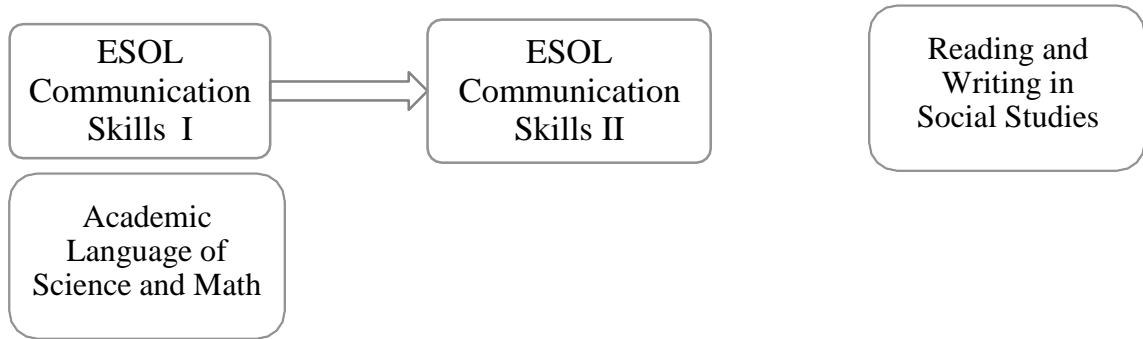 ESOL
Communication
Skills I
ESOL
Communication
Skills II
Reading and
Writing in
Social Studies
Academic
Language of
Science and Math